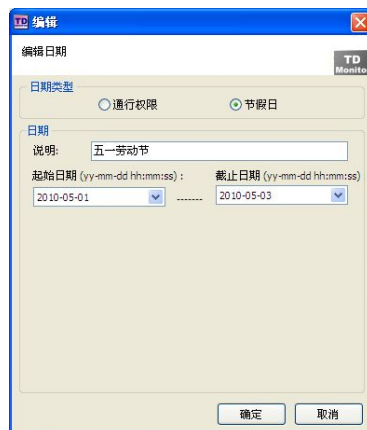 TD 编辑
编辑日期
TD
Monito
日期类型
通行权限 节假日
日期
说明: 五一劳动节
起始日期 (yy-mm-dd hh:mm:ss) : 截止日期 (yy-mm-dd hh:mm:ss)
2010-05-01 ------- 2010-05-03
确定 取消